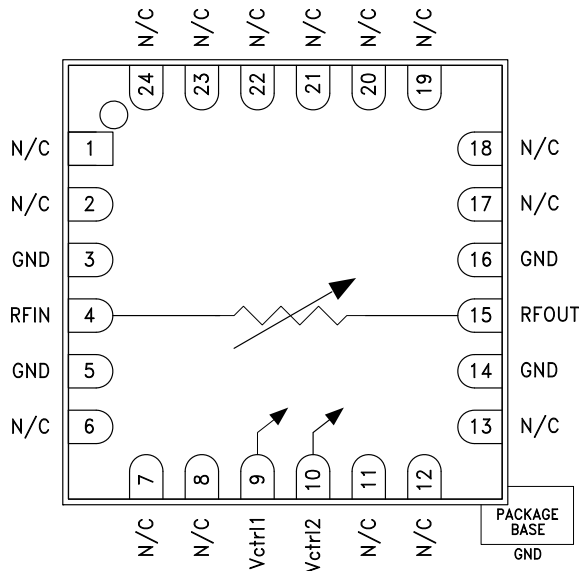 N/C N/C N/C N/C N/C N/C
24 23 22 21 20 19
N/C 1 18 N/C
N/C 2 17 N/C
GND 3 16 GND
RFIN 4 15 RFOUT
GND 5 14 GND
N/C 6 13 N/C
7 8 9 10 11 12
N/C N/C Vctrl1 Vctrl2 N/C N/C
PACKAGE
BASE
GND